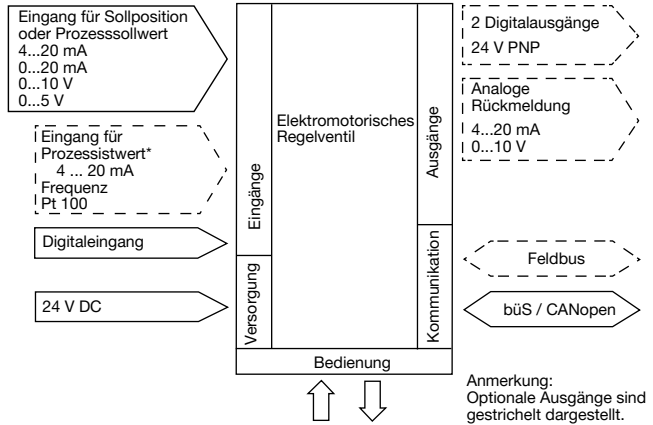 Eingang für Sollposition
oder Prozesssollwert
4...20 mA
0...20 mA
0...10 V
0...5 V
Eingang für
Prozessistwert*
4 ... 20 mA
Frequenz
Pt 100
Digitaleingang
24 V DC
Eingänge
Versorgung
Elektromotorisches
Regelventil
Ausgänge
Kommunikation
Bedienung
2 Digitalausgänge
24 V PNP
Analoge
Rückmeldung
4...20 mA
0...10 V
Feldbus
büS / CANopen
Anmerkung:
Optionale Ausgänge sind
gestrichelt dargestellt.